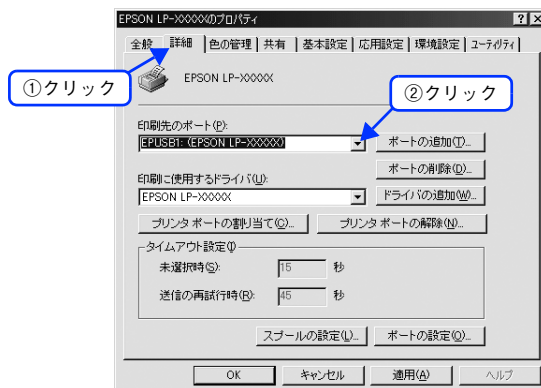 EPSON LP-XXXXXのプロパティ
全般 詳細 色の管理 共有 基本設定 応用設定 環境設定 ユーティリティ
①クリック
EPSON LP-XXXXX
②クリック
印刷先のポート(P):
EPUSB1: (EPSON LP-XXXXX)
ポートの追加(T)...
ポートの削除(D)...
印刷に使用するドライバ(U):
EPSON LP-XXXXX
ドライバの追加(W)...
プリンタ ポートの割り当て(C)...
プリンタ ポートの解除(N)...
タイムアウト設定(I)
未選択時(S): 15 秒
送信の再試行時(R): 45 秒
スプールの設定(L)...
ポートの設定(O)...
OK キャンセル 適用(A) ヘルプ